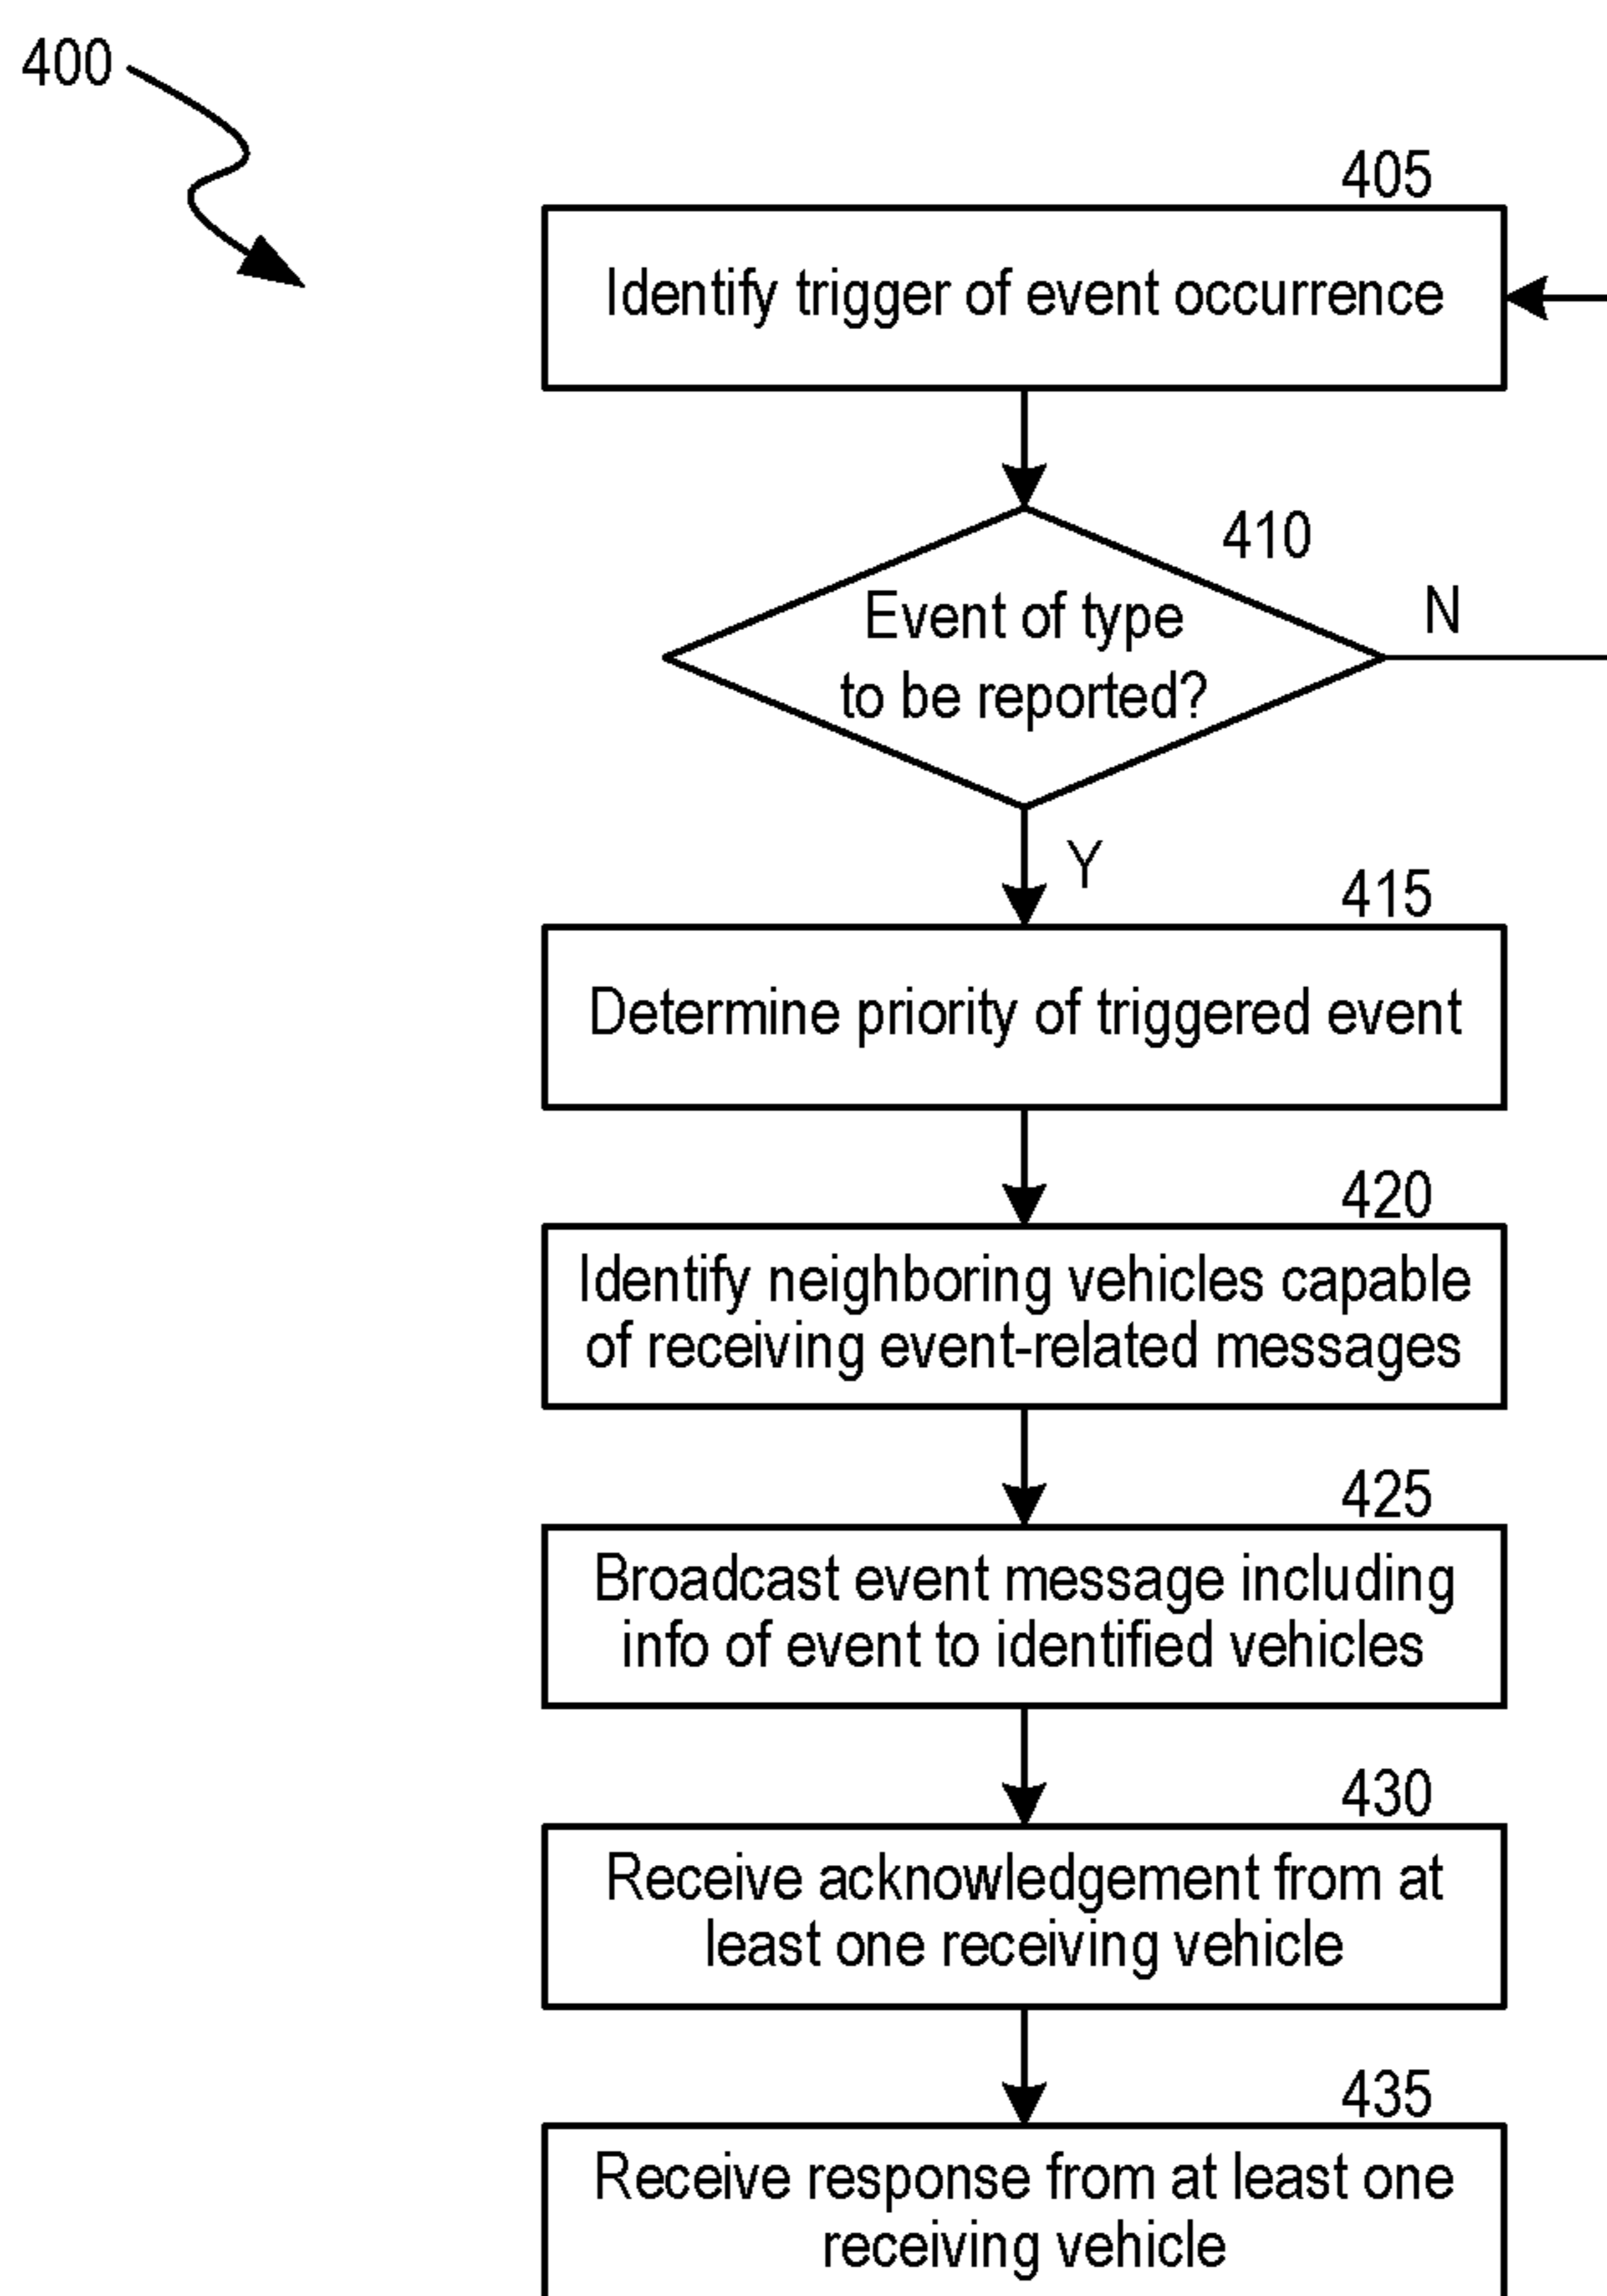 400
405
Identify trigger of event occurrence
410
Event of type
to be reported?
N
Y
415
Determine priority of triggered event
420
Identify neighboring vehicles capable
of receiving event-related messages
425
Broadcast event message including
info of event to identified vehicles
430
Receive acknowledgement from at
least one receiving vehicle
435
Receive response from at least one
receiving vehicle